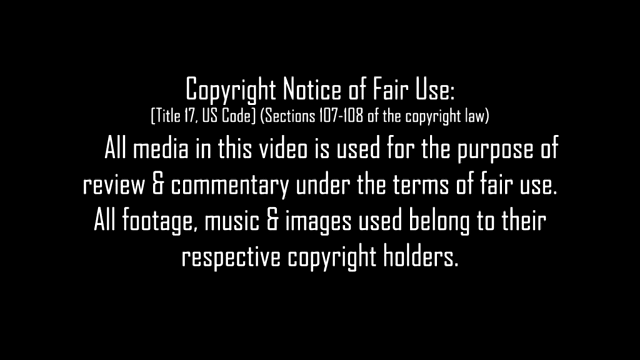 Copyright Notice of Fair Use:
[Title 17, US Code] (Sections 107-108 of the copyright law)
All media in this video is used for the purpose of
review & commentary under the terms of fair use.
All footage, music & images used belong to their
respective copyright holders.